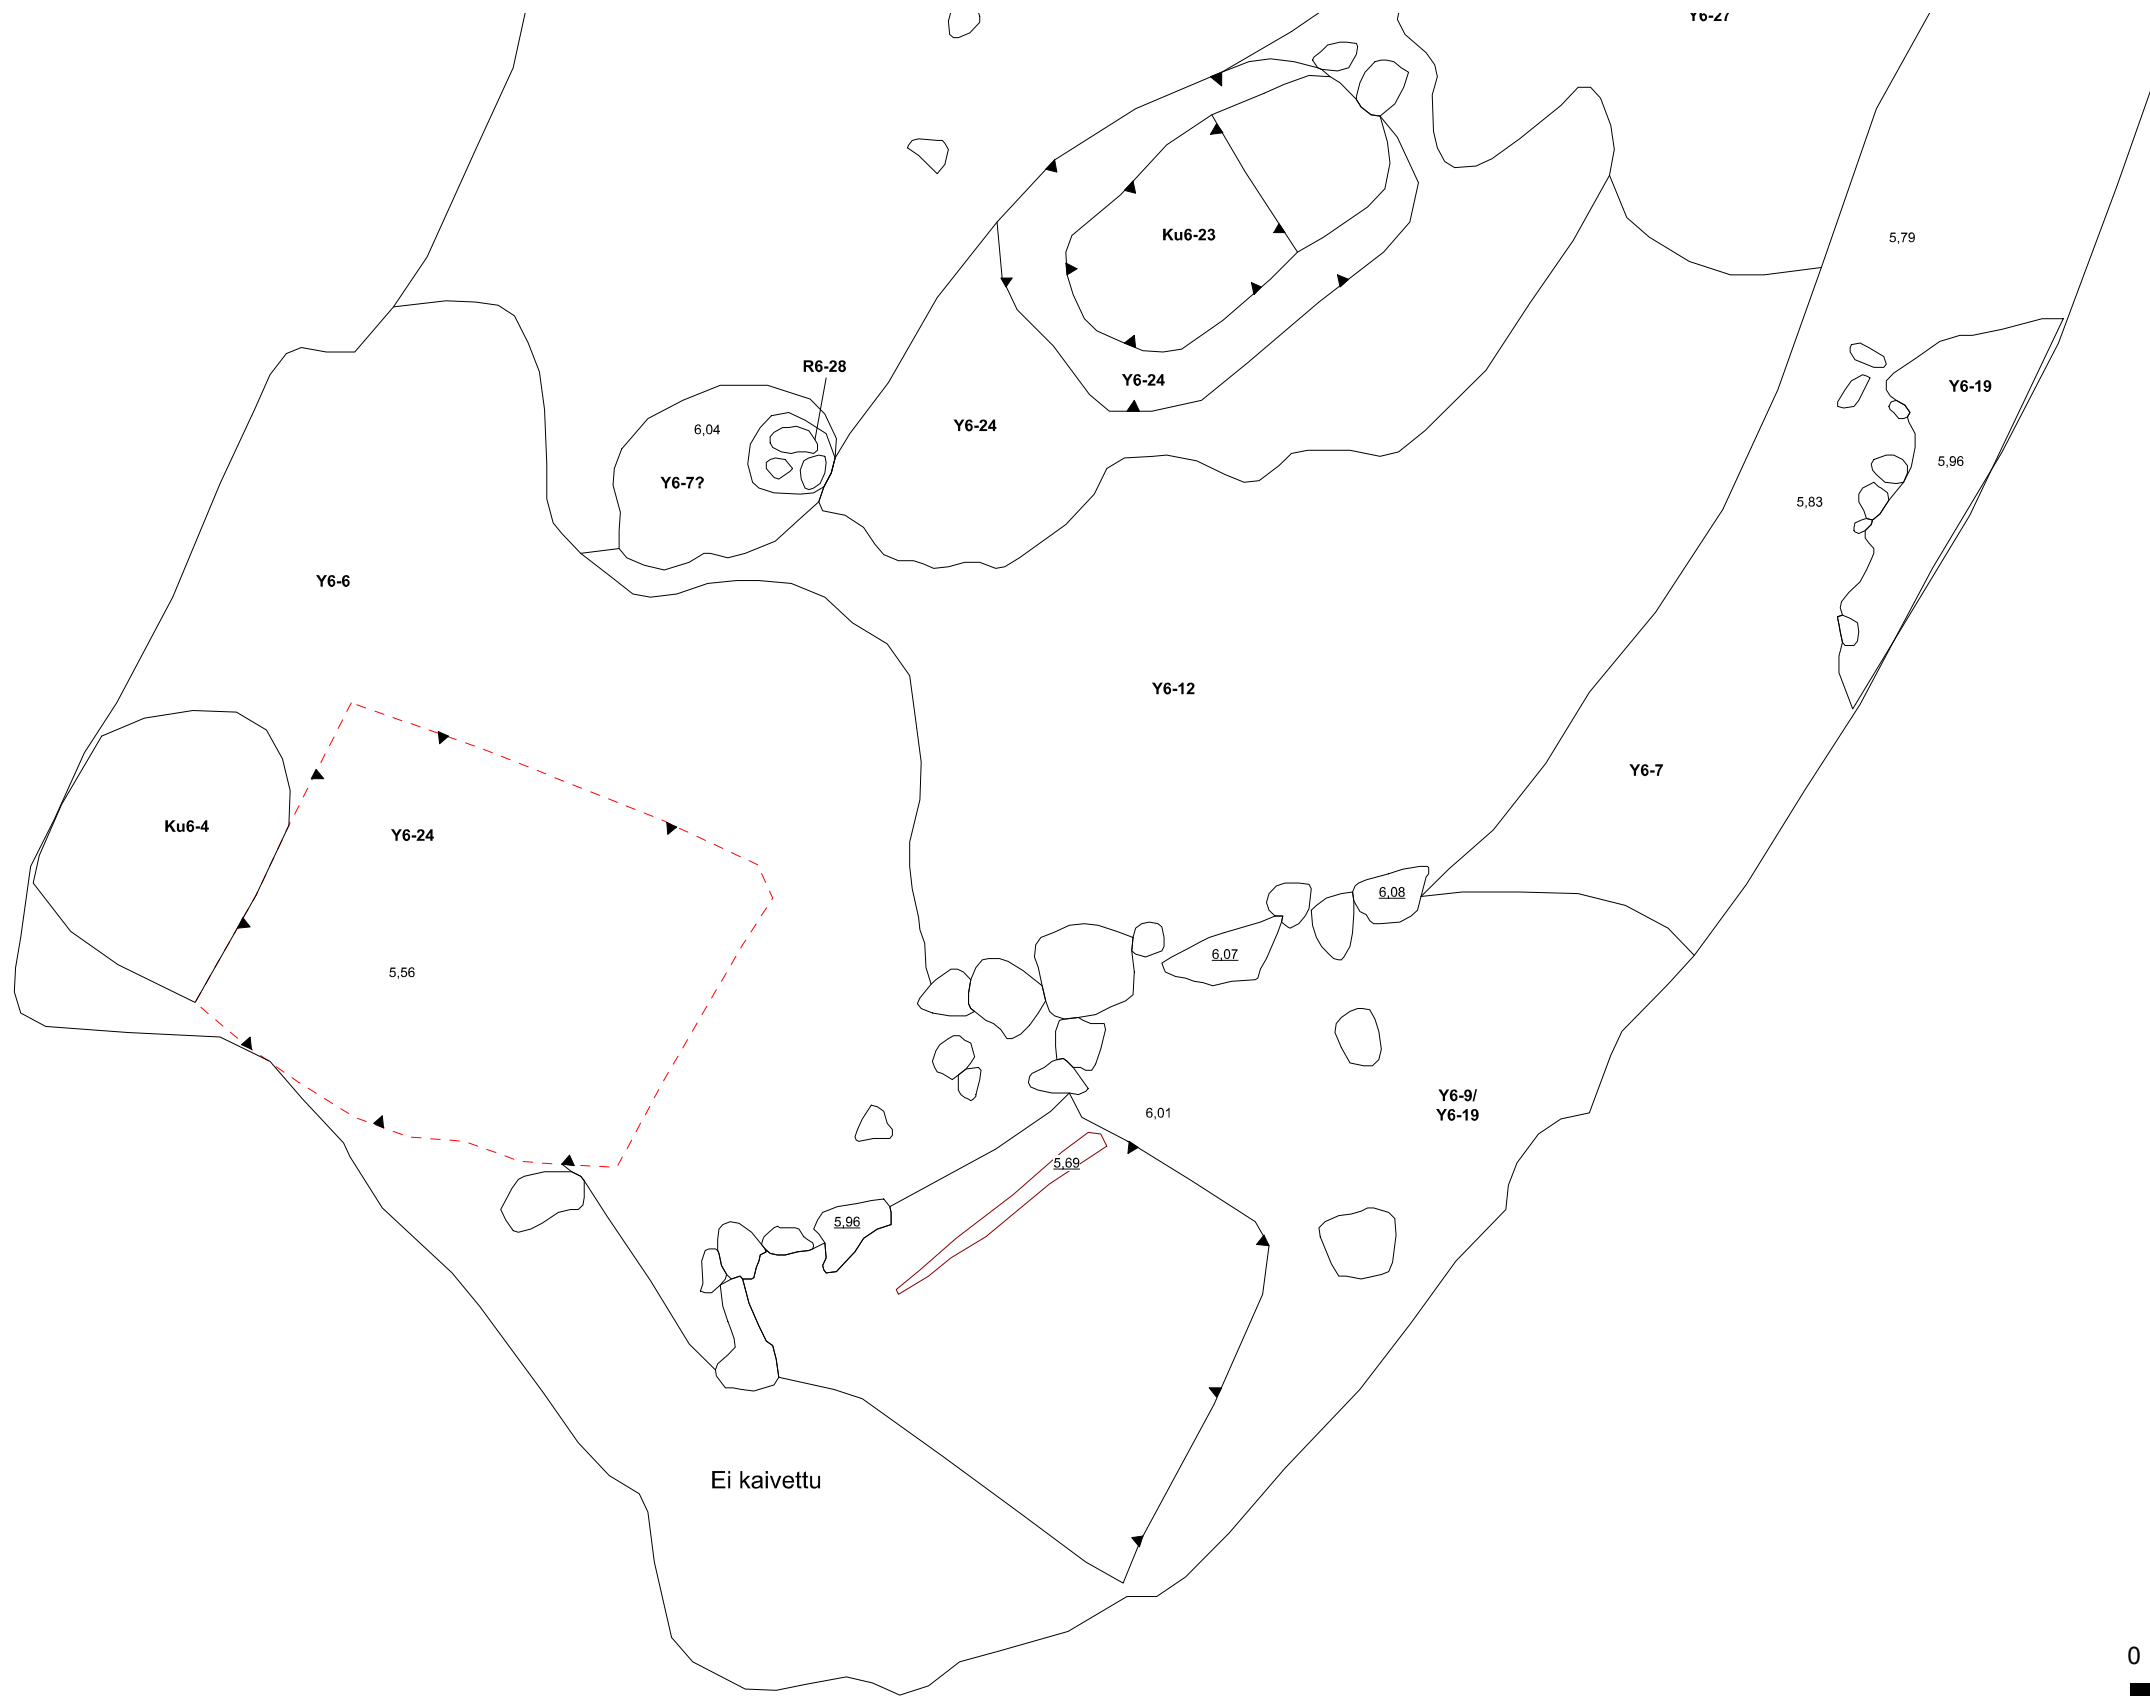 Y6-27
Ku6-23
5,79
R6-28
Y6-24
Y6-19
6,04
Y6-24
5,96
Y6-7?
5,83
Y6-6
Y6-12
Y6-7
Ku6-4
Y6-24
6,08
6,07
5,56
Y6-9/
Y6-19
6,01
5,69
5,96
Ei kaivettu
0